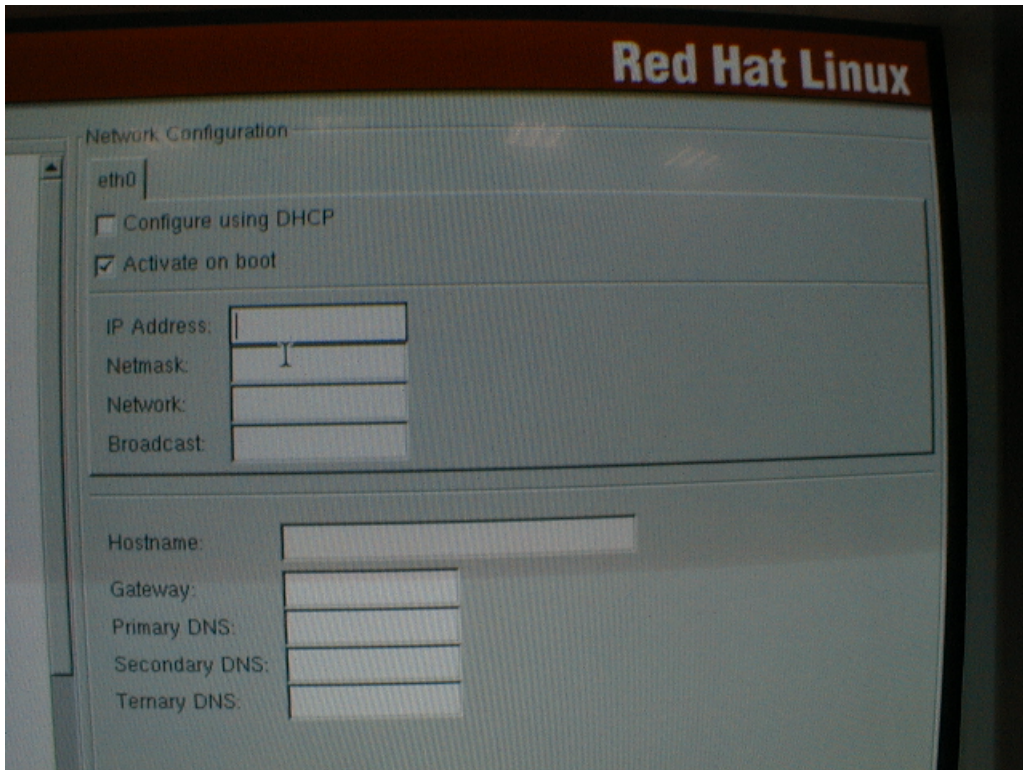 Red Hat Linux
Network Configuration
eth0
Configure using DHCP
Activate on boot
IP Address:
Netmask:
Network:
Broadcast:
Hostname:
Gateway:
Primary DNS:
Secondary DNS:
Ternary DNS: